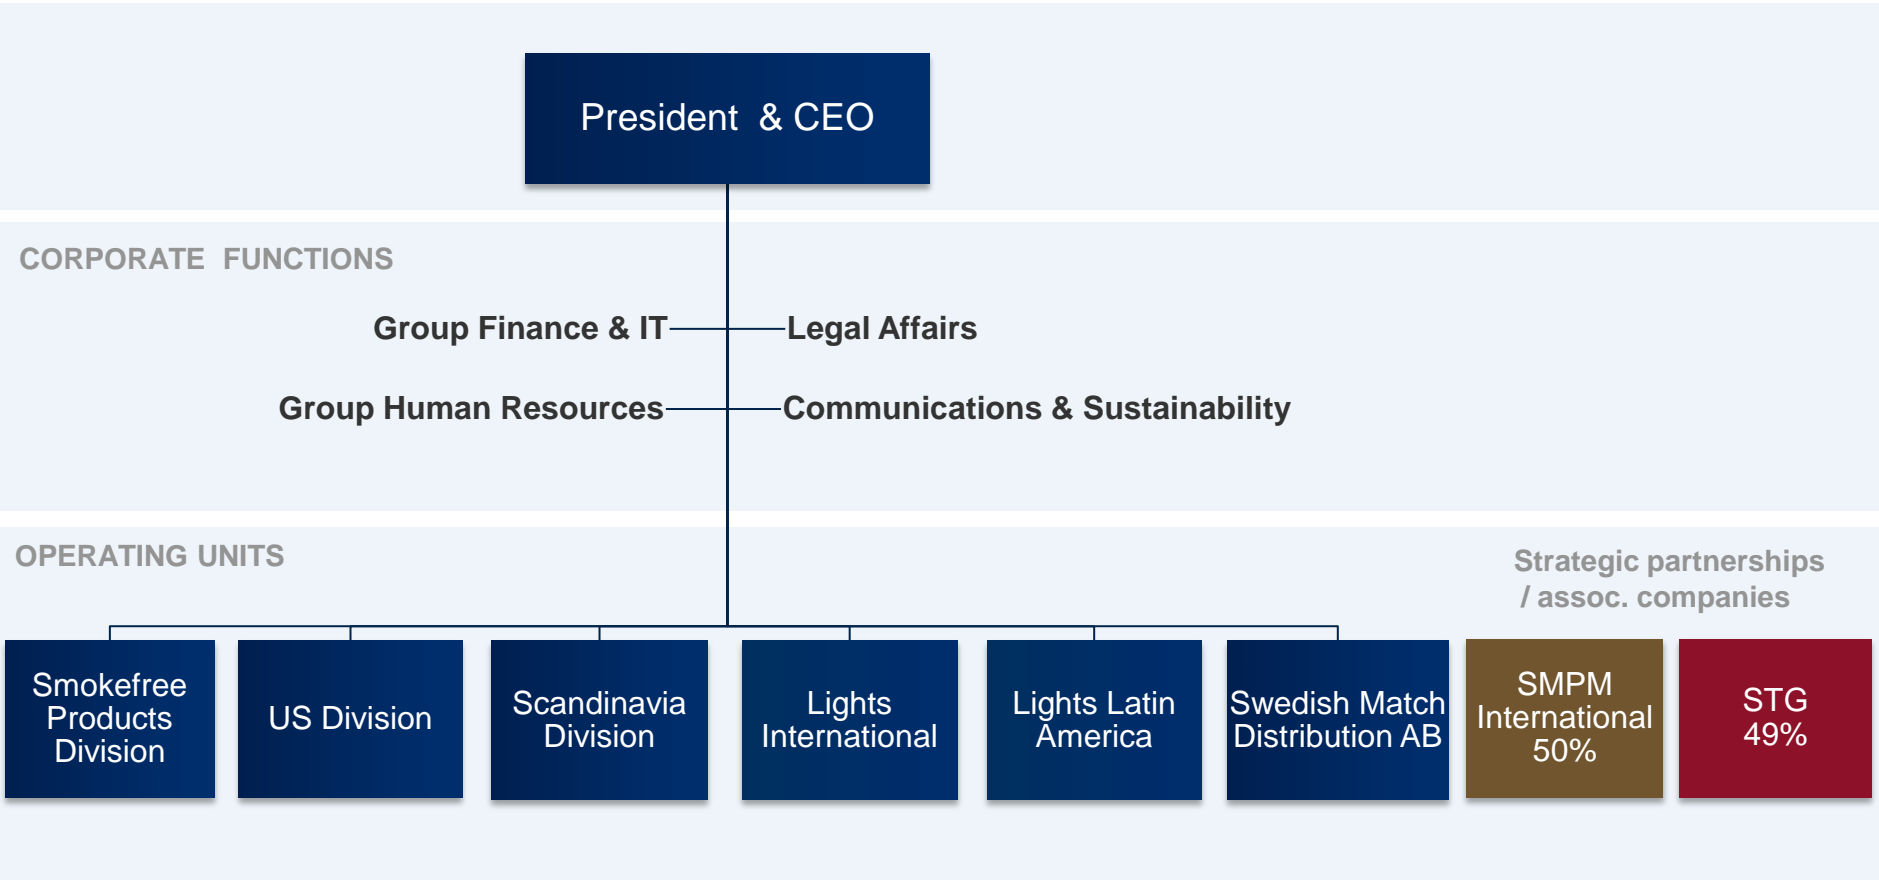 President & CEO
CORPORATE FUNCTIONS
Group Finance & IT
Legal Affairs
Group Human Resources
Communications & Sustainability
OPERATING UNITS
Strategic partnerships
/ assoc. companies
Smokefree
Products
Division
US Division
Scandinavia
Division
Lights
International
Lights Latin
America
Swedish Match
Distribution AB
SMPM
International
50%
STG
49%